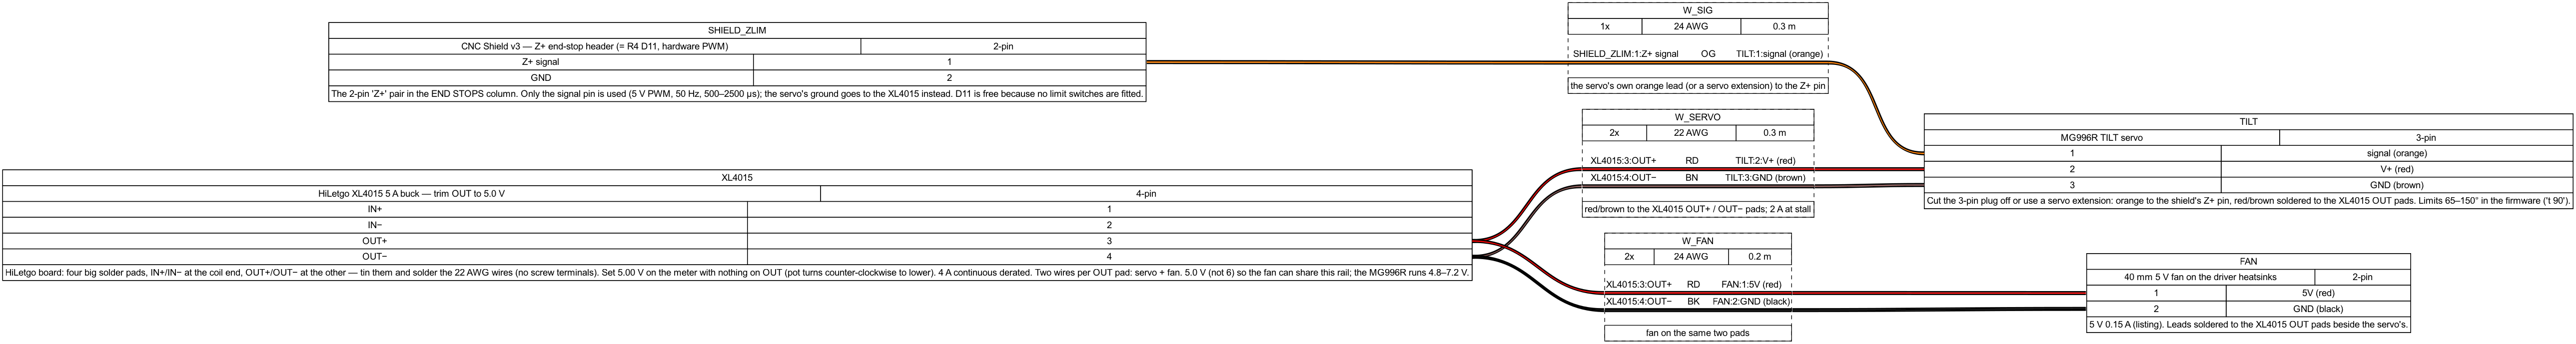 SHIELD_ZLIM
CNC Shield v3 — Z+ end-stop header (= R4 D11, hardware PWM) 2-pin
Z+ signal 1
GND 2
The 2-pin 'Z+' pair in the END STOPS column. Only the signal pin is used (5 V PWM, 50 Hz, 500–2500 µs); the servo's ground goes to the XL4015 instead. D11 is free because no limit switches are fitted.
W_SIG
1x 24 AWG 0.3 m
SHIELD_ZLIM:1:Z+ signal OG TILT:1:signal (orange)
the servo's own orange lead (or a servo extension) to the Z+ pin
XL4015
HiLetgo XL4015 5 A buck — trim OUT to 5.0 V 4-pin
IN+ 1
IN− 2
OUT+ 3
OUT− 4
HiLetgo board: four big solder pads, IN+/IN− at the coil end, OUT+/OUT− at the other — tin them and solder the 22 AWG wires (no screw terminals). Set 5.00 V on the meter with nothing on OUT (pot turns counter-clockwise to lower). 4 A continuous derated. Two wires per OUT pad: servo + fan. 5.0 V (not 6) so the fan can share this rail; the MG996R runs 4.8–7.2 V.
W_SERVO
2x 22 AWG 0.3 m
XL4015:3:OUT+ RD TILT:2:V+ (red)
XL4015:4:OUT− BN TILT:3:GND (brown)
red/brown to the XL4015 OUT+ / OUT− pads; 2 A at stall
W_FAN
2x 24 AWG 0.2 m
XL4015:3:OUT+ RD FAN:1:5V (red)
XL4015:4:OUT− BK FAN:2:GND (black)
fan on the same two pads
TILT
MG996R TILT servo 3-pin
1 signal (orange)
2 V+ (red)
3 GND (brown)
Cut the 3-pin plug off or use a servo extension: orange to the shield's Z+ pin, red/brown soldered to the XL4015 OUT pads. Limits 65–150° in the firmware ('t 90').
FAN
40 mm 5 V fan on the driver heatsinks 2-pin
1 5V (red)
2 GND (black)
5 V 0.15 A (listing). Leads soldered to the XL4015 OUT pads beside the servo's.